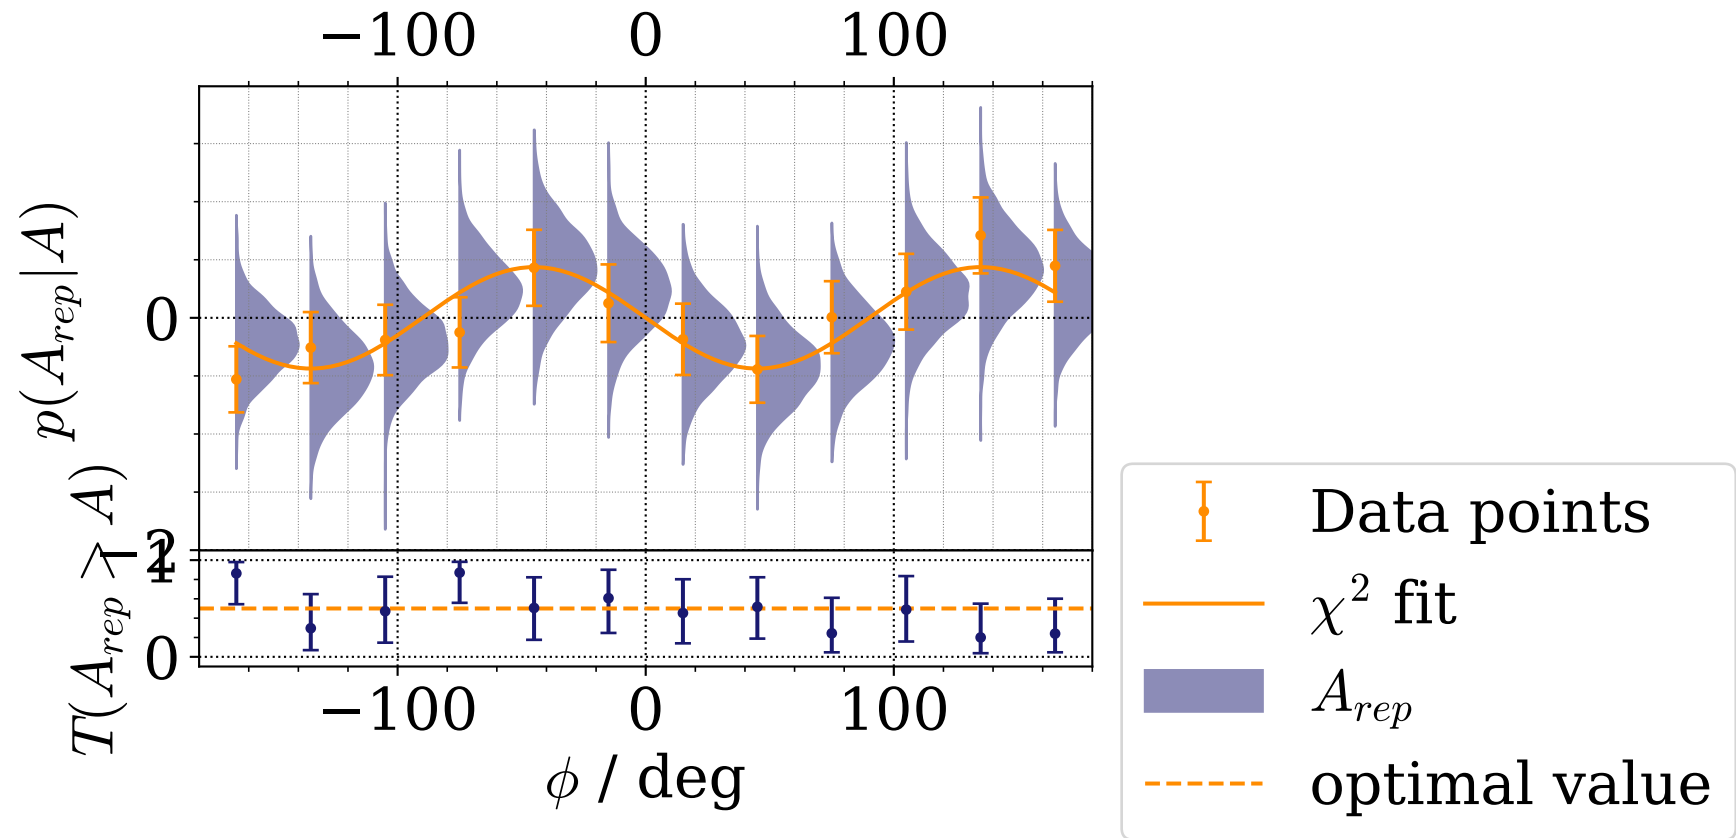 −100 0 100
p(A_rep|A)
0
−2
1
T(A_rep > A)
0
−100 0 100
ϕ / deg
Data points
χ² fit
A_rep
optimal value